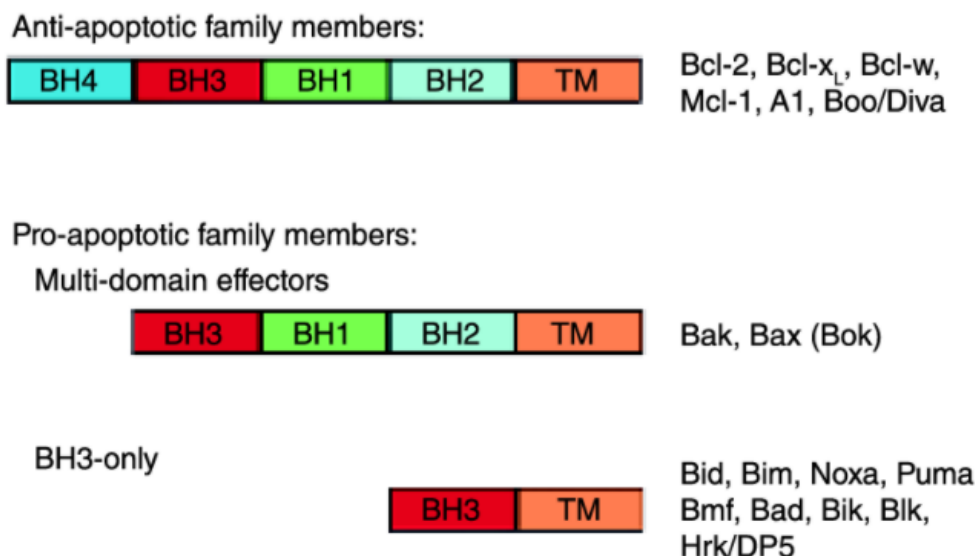 Anti-apoptotic family members:
BH4 BH3 BH1 BH2 TM
Bcl-2, Bcl-xL, Bcl-w,
Mcl-1, A1, Boo/Diva
Pro-apoptotic family members:
Multi-domain effectors
BH3 BH1 BH2 TM
Bak, Bax (Bok)
BH3-only
BH3 TM
Bid, Bim, Noxa, Puma
Bmf, Bad, Bik, Blk,
Hrk/DP5